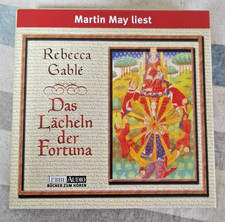 Martin May liest
Rebecca
Gablé
Das
Lächeln
der
Fortuna
LÜBBE AUDIO
BÜCHER ZUM HÖREN